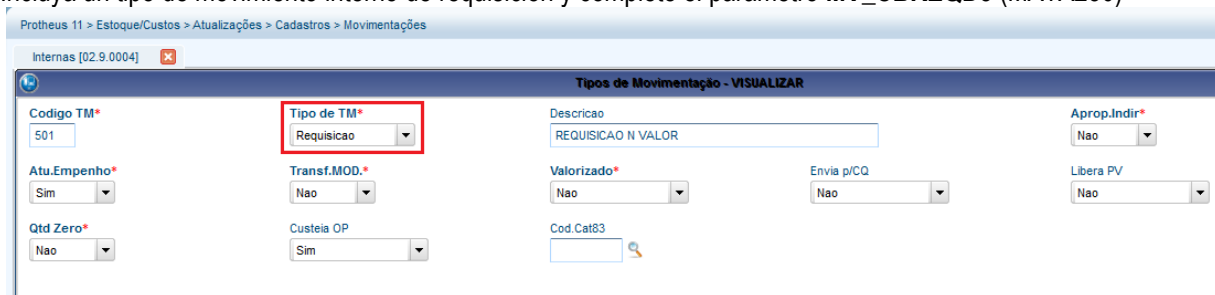 Protheus 11 > Estoque/Custos > Atualizações > Cadastros > Movimentações
Internas [02.9.0004]
Tipos de Movimentação - VISUALIZAR
Codigo TM* Tipo de TM* Descricao Aprop.Indir*
501 Requisicao REQUISICAO N VALOR Nao
Atu.Empenho* Transf.MOD.* Valorizado* Envia p/CQ Libera PV
Sim Nao Nao Nao Nao
Qtd Zero* Custeia OP Cod.Cat83
Nao Sim